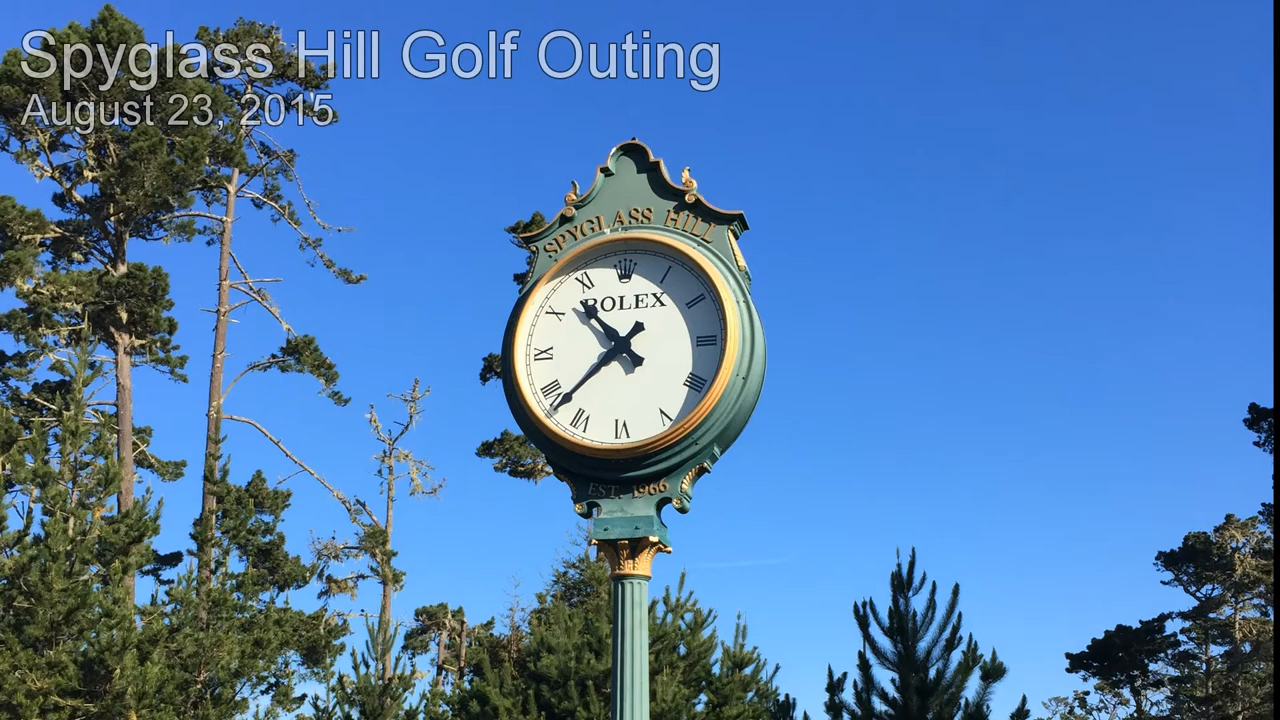 Spyglass Hill Golf Outing
August 23, 2015
SPYGLASS HILL
ROLEX
I
II
III
IIII
V
VI
VII
VIII
IX
X
XI
EST. 1966